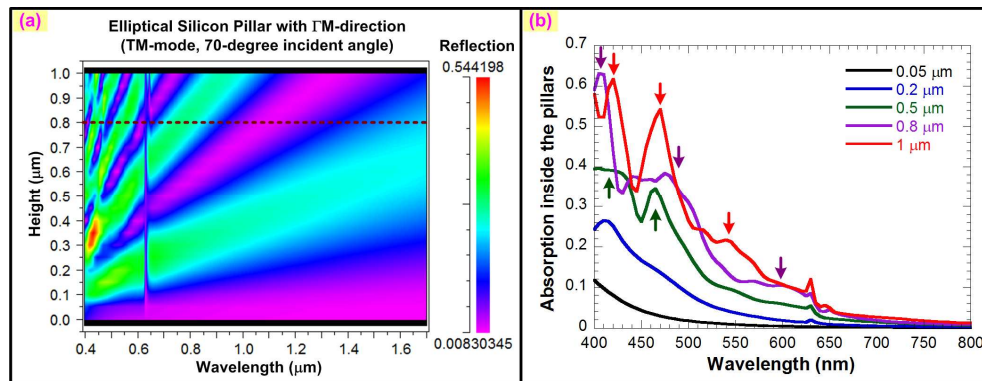 (a)
Elliptical Silicon Pillar with ΓM-direction
(TM-mode, 70-degree incident angle)
Reflection
0.544198
0.00830345
Height (μm)
1.0
0.9
0.8
0.7
0.6
0.5
0.4
0.3
0.2
0.1
0.0
0.4 0.6 0.8 1.0 1.2 1.4 1.6
Wavelength (μm)
(b)
Absorption inside the pillars
0.7
0.6
0.5
0.4
0.3
0.2
0.1
0
0.05 μm
0.2 μm
0.5 μm
0.8 μm
1 μm
400 450 500 550 600 650 700 750 800
Wavelength (nm)